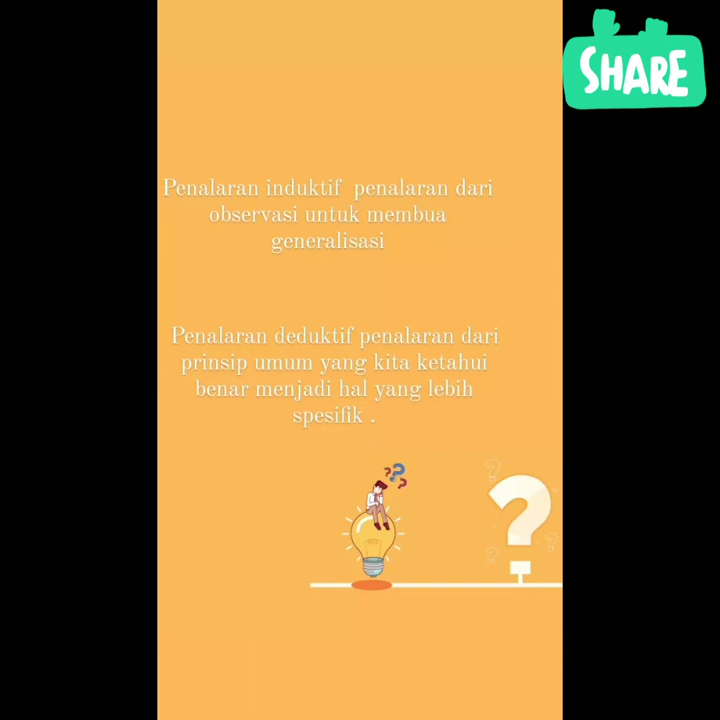 SHARE
Penalaran induktif penalaran dari
observasi untuk membua
generalisasi
Penalaran deduktif penalaran dari
prinsip umum yang kita ketahui
benar menjadi hal yang lebih
spesifik .